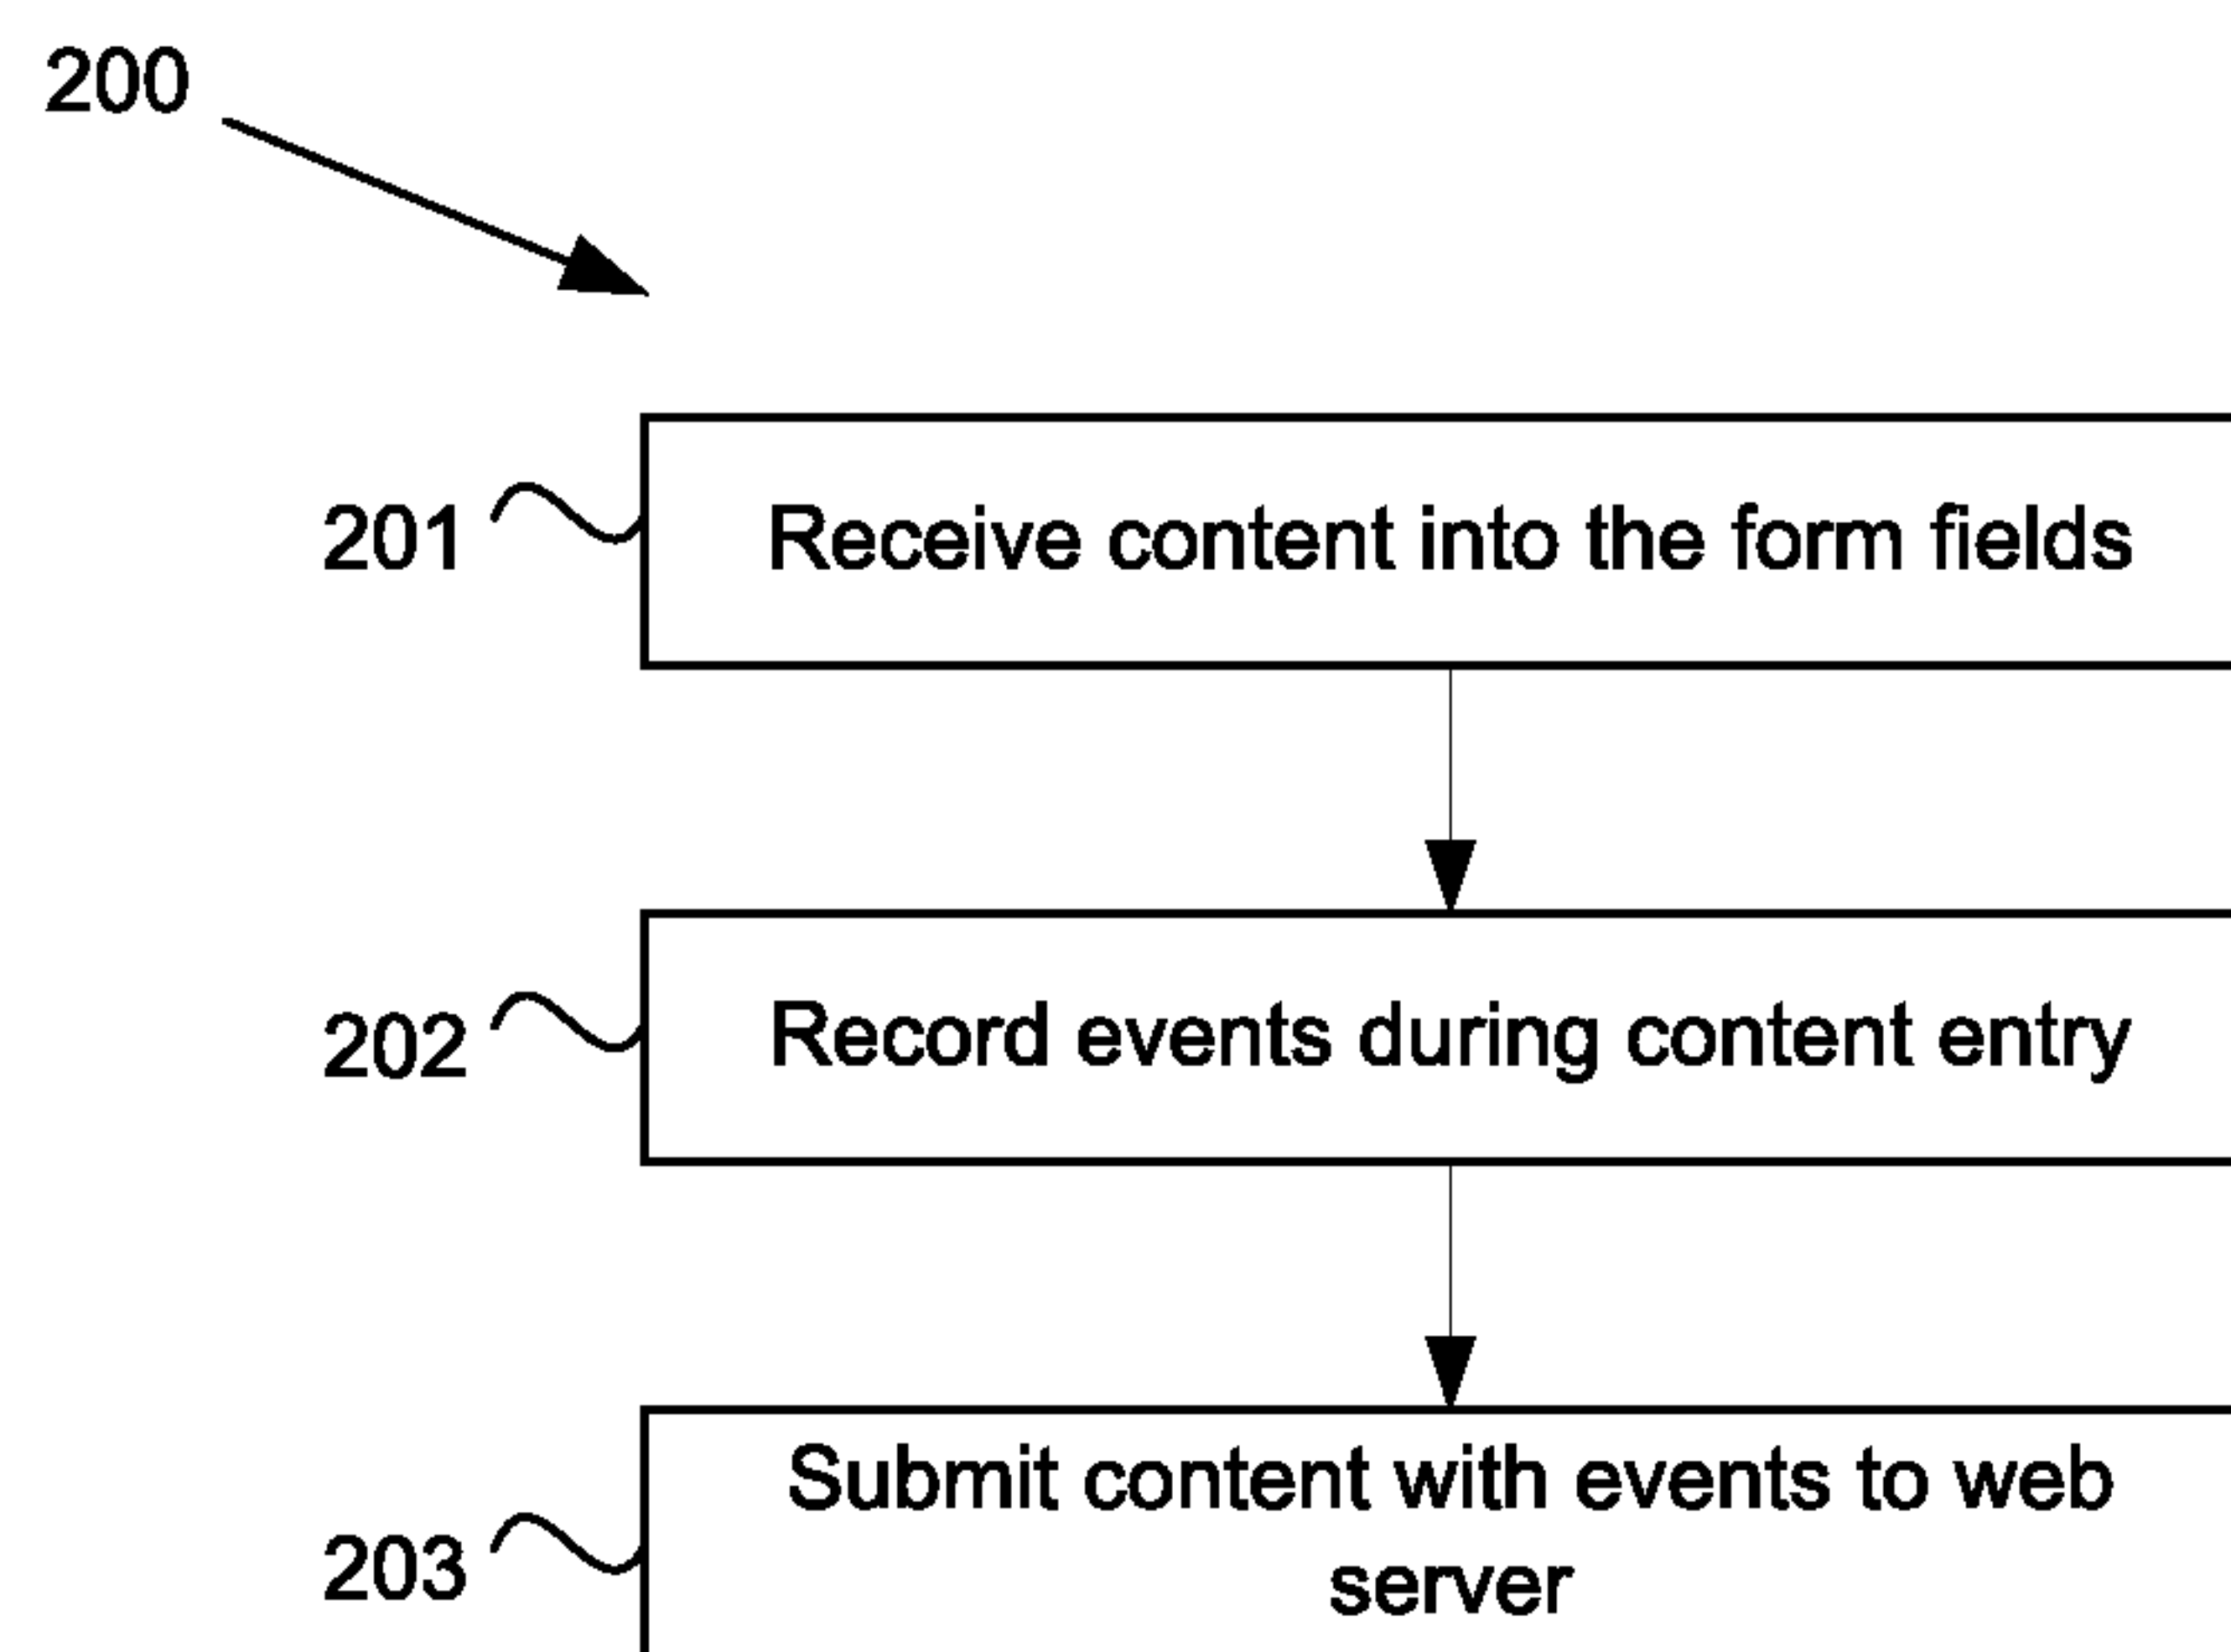 200
201
Receive content into the form fields
202
Record events during content entry
203
Submit content with events to web
server